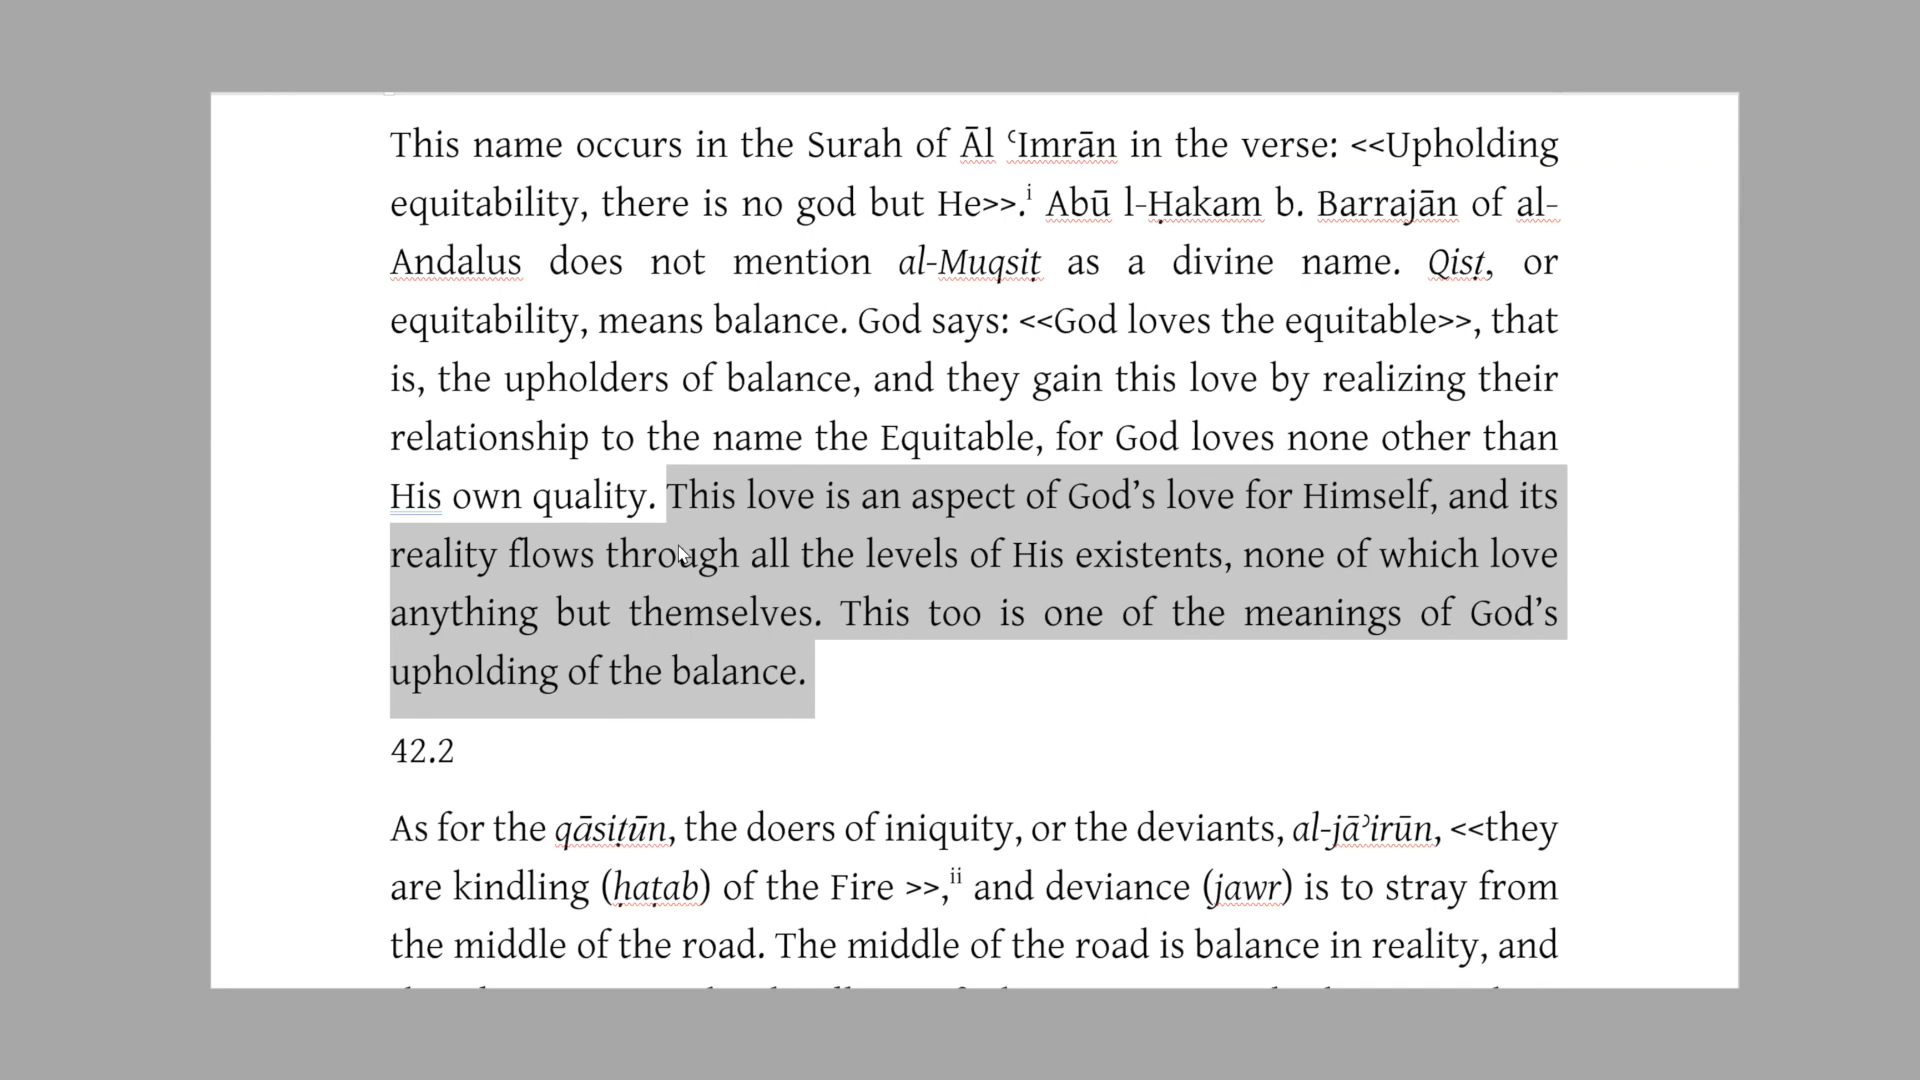 This name occurs in the Surah of Āl ʿImrān in the verse: <<Upholding
equitability, there is no god but He>>.i Abū l-Ḥakam b. Barrajān of al-
Andalus does not mention al-Muqsiṭ as a divine name. Qisṭ, or
equitability, means balance. God says: <<God loves the equitable>>, that
is, the upholders of balance, and they gain this love by realizing their
relationship to the name the Equitable, for God loves none other than
His own quality. This love is an aspect of God’s love for Himself, and its
reality flows through all the levels of His existents, none of which love
anything but themselves. This too is one of the meanings of God’s
upholding of the balance.
42.2
As for the qāsiṭūn, the doers of iniquity, or the deviants, al-jāʾirūn, <<they
are kindling (ḥaṭab) of the Fire >>,ii and deviance (jawr) is to stray from
the middle of the road. The middle of the road is balance in reality, and